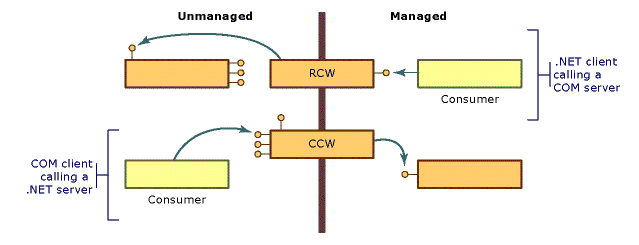 Unmanaged
Managed
RCW
Consumer
.NET client
calling a
COM server
CCW
COM client
calling a
.NET server
Consumer